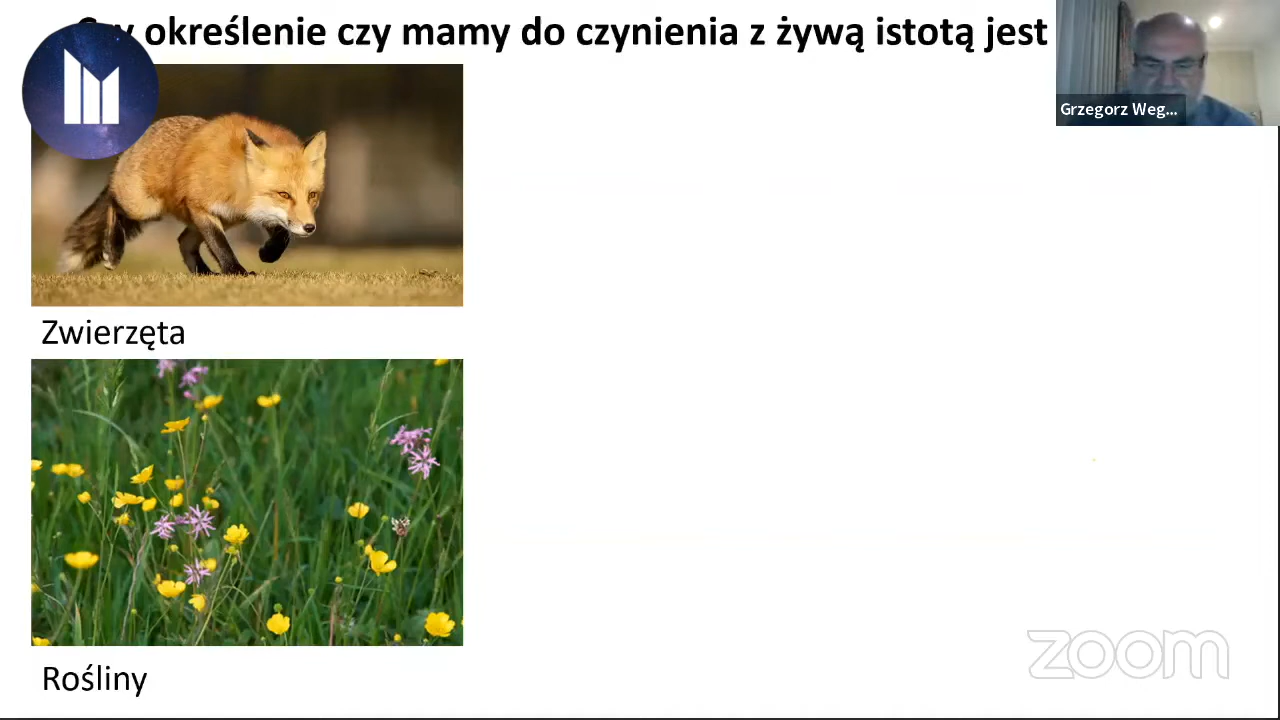 określenie czy mamy do czynienia z żywą istotą jest
Grzegorz Weg...
Zwierzęta
Rośliny
zoom